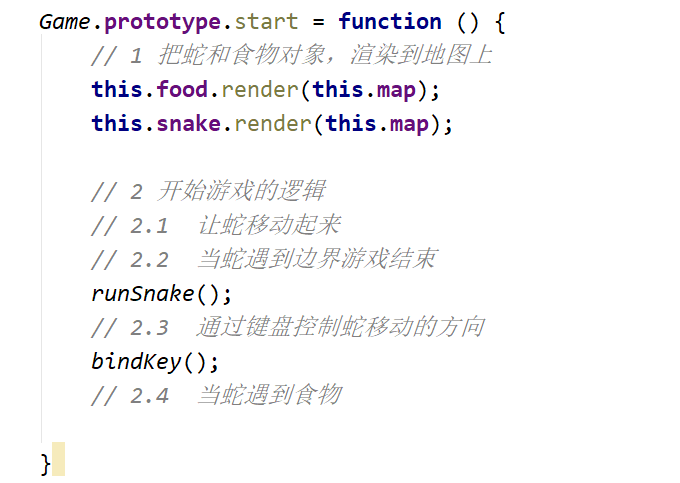 Game.prototype.start = function () {
// 1 把蛇和食物对象，渲染到地图上
this.food.render(this.map);
this.snake.render(this.map);
// 2 开始游戏的逻辑
// 2.1  让蛇移动起来
// 2.2  当蛇遇到边界游戏结束
runSnake();
// 2.3  通过键盘控制蛇移动的方向
bindKey();
// 2.4  当蛇遇到食物
}